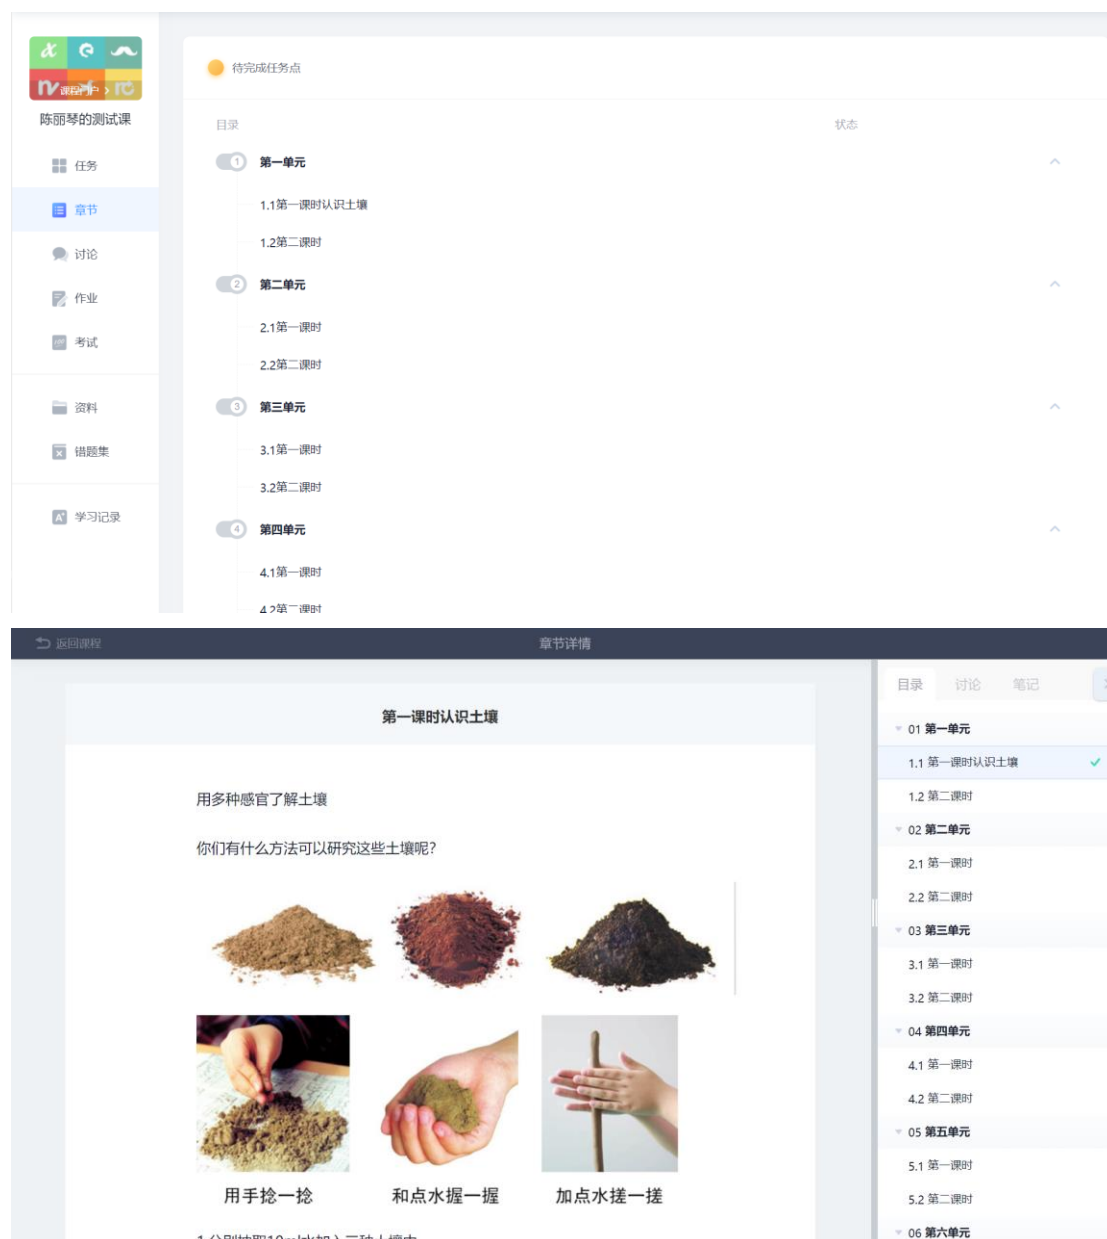 课程门户 >
陈丽琴的测试课
任务
章节
讨论
作业
考试
资料
错题集
学习记录
待完成任务点
目录 状态
1 第一单元
1.1第一课时认识土壤
1.2第二课时
2 第二单元
2.1第一课时
2.2第二课时
3 第三单元
3.1第一课时
3.2第二课时
4 第四单元
4.1第一课时
4.2第二课时
返回课程 章节详情
第一课时认识土壤
用多种感官了解土壤
你们有什么方法可以研究这些土壤呢?
用手捻一捻 和点水握一握 加点水搓一搓
目录 讨论 笔记
01 第一单元
1.1 第一课时认识土壤
1.2 第二课时
02 第二单元
2.1 第一课时
2.2 第二课时
03 第三单元
3.1 第一课时
3.2 第二课时
04 第四单元
4.1 第一课时
4.2 第二课时
05 第五单元
5.1 第一课时
5.2 第二课时
06 第六单元